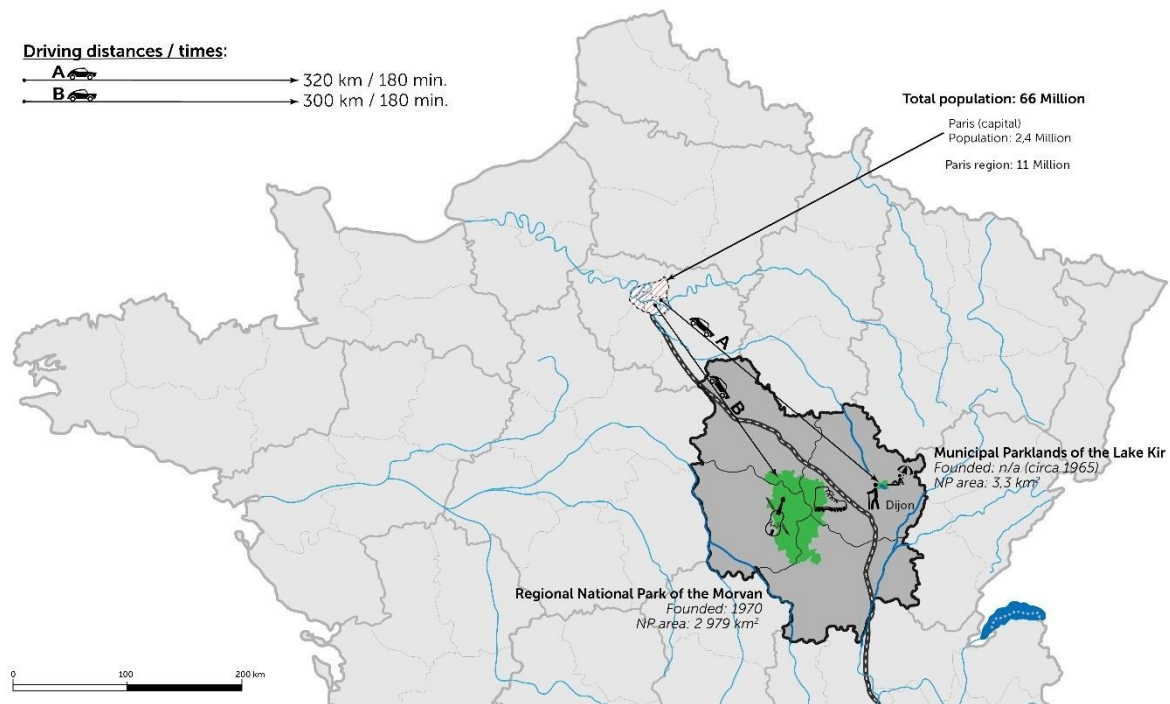 Driving distances / times:
A
320 km / 180 min.
B
300 km / 180 min.
Total population: 66 Million
Paris (capital)
Population: 2,4 Million
Paris region: 11 Million
A
B
Municipal Parklands of the Lake Kir
Founded: n/a (circa 1965)
NP area: 3,3 km²
Dijon
Regional National Park of the Morvan
Founded: 1970
NP area: 2 979 km²
0 100 200 km